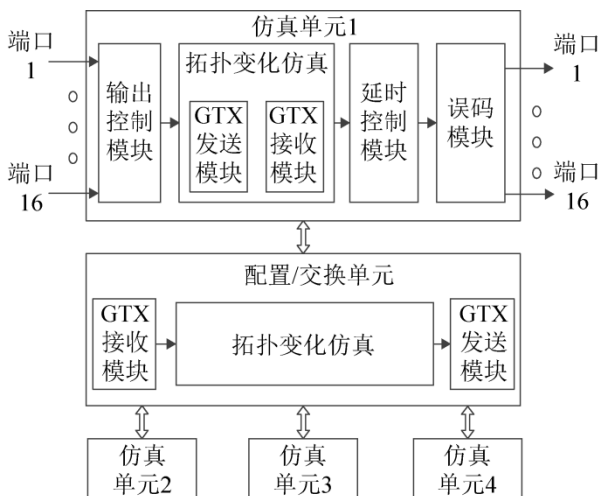 仿真单元1
端口
1
端口
16
输出
控制
模块
拓扑变化仿真
GTX
发送
模块
GTX
接收
模块
延时
控制
模块
误码
模块
端口
1
端口
16
配置/交换单元
GTX
接收
模块
拓扑变化仿真
GTX
发送
模块
仿真
单元2
仿真
单元3
仿真
单元4